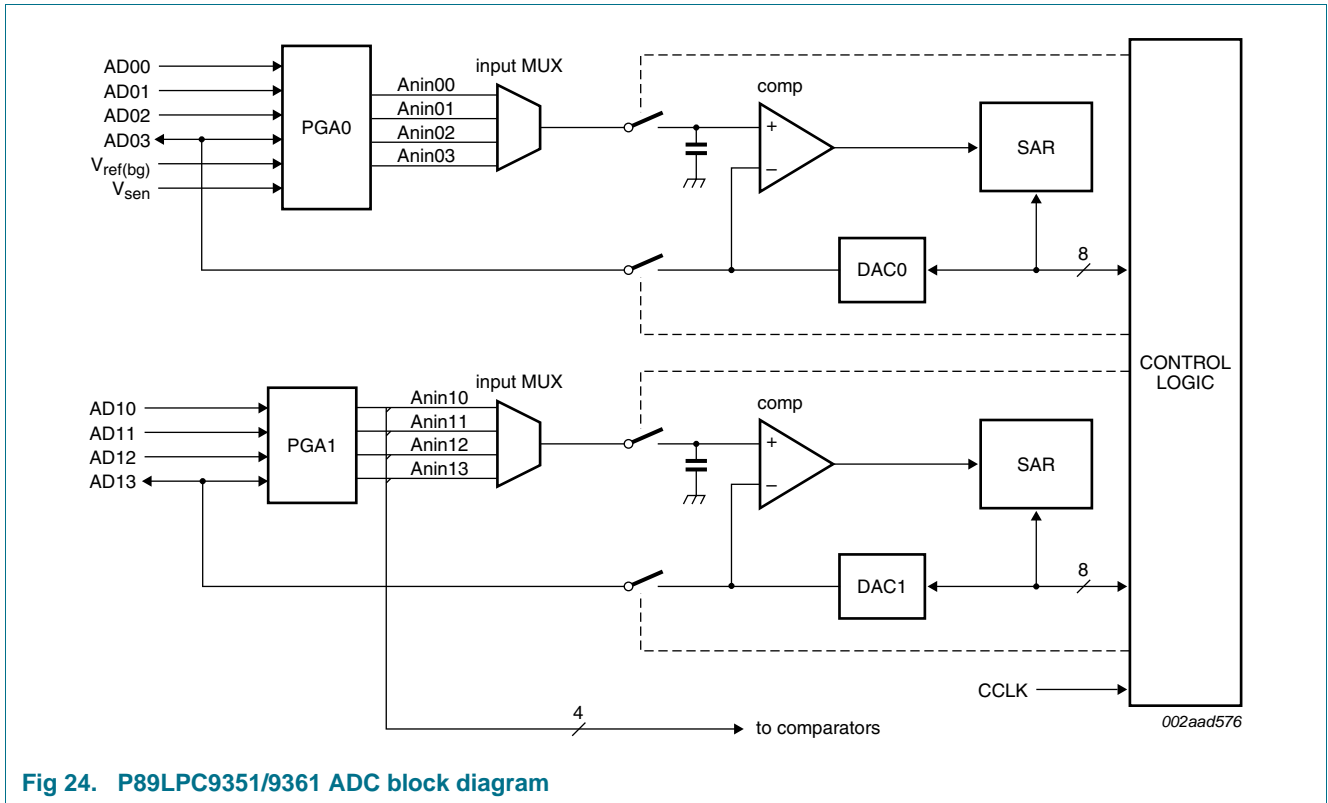 AD00
AD01
AD02
AD03
Vref(bg)
Vsen
PGA0
Anin00
Anin01
Anin02
Anin03
input MUX
comp
+
–
SAR
DAC0
8
CONTROL
LOGIC
AD10
AD11
AD12
AD13
PGA1
Anin10
Anin11
Anin12
Anin13
input MUX
comp
+
–
SAR
DAC1
8
CCLK
4
to comparators
002aad576
Fig 24. P89LPC9351/9361 ADC block diagram